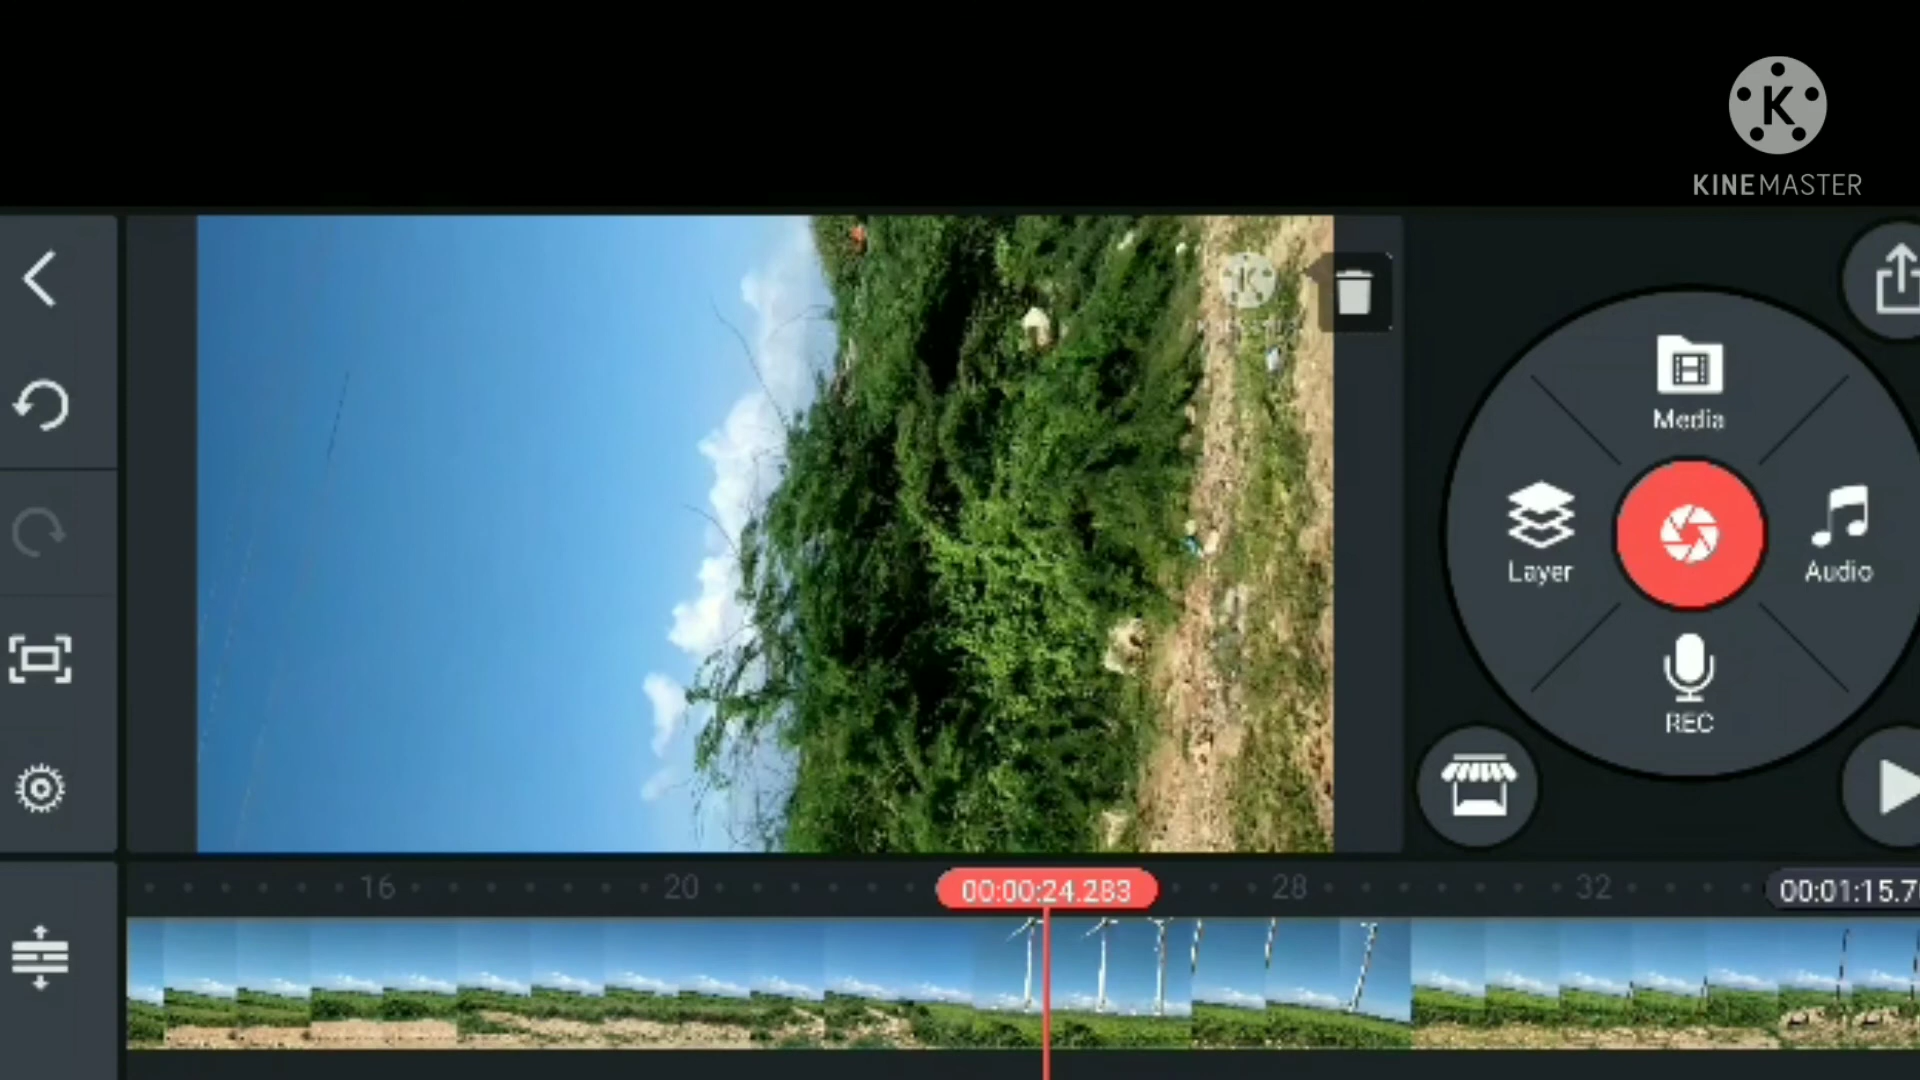 K
KINEMASTER
Media
Layer
Audio
REC
16
20
00:00:24.283
28
32
00:01:15.7